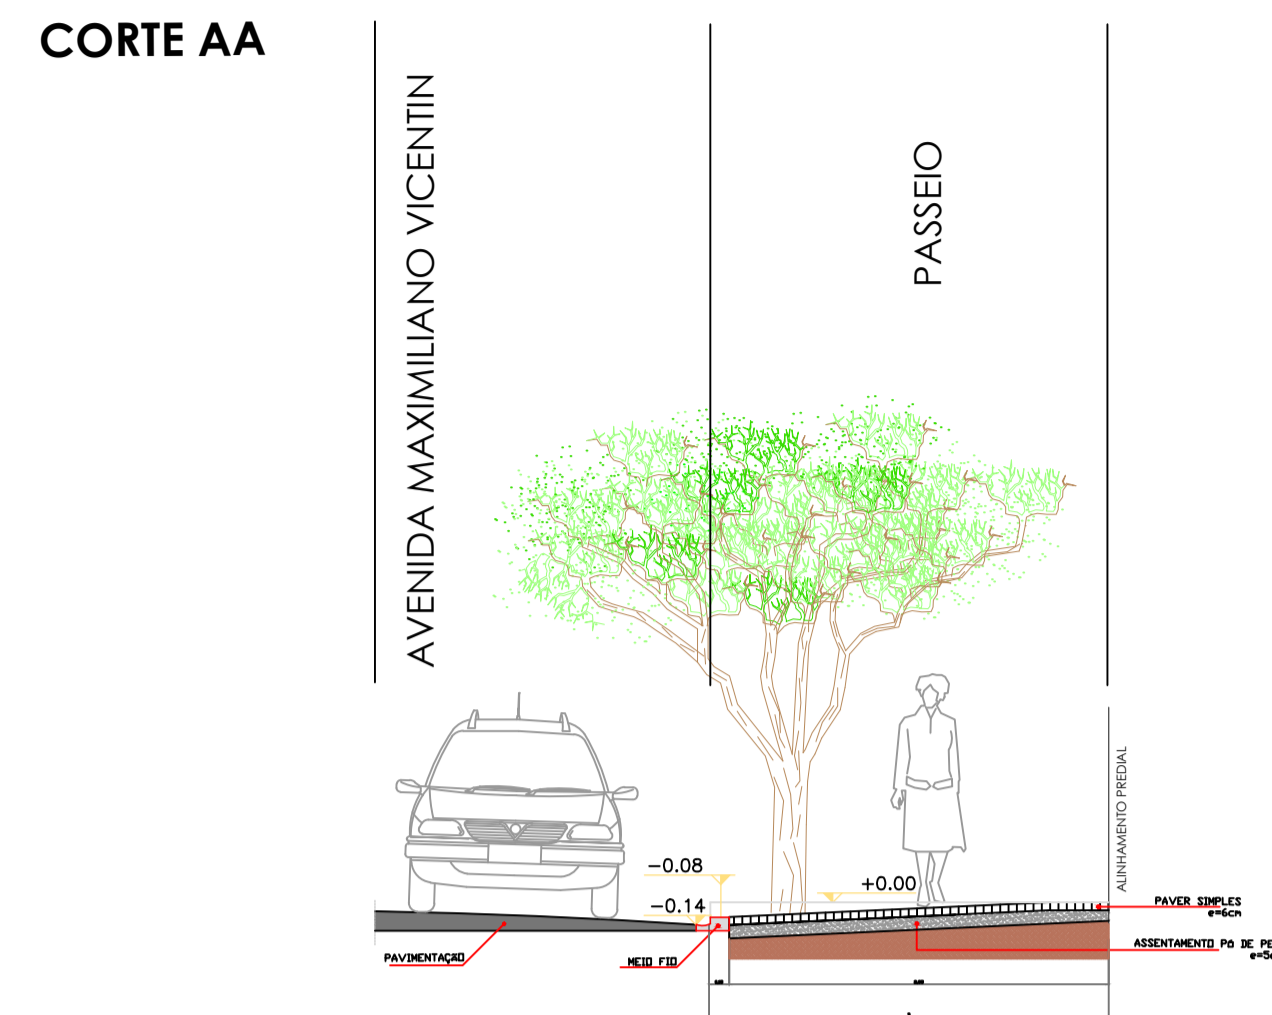 CORTE AA
AVENIDA MAXIMILIANO VICENTIN
PASSEIO
ALINHAMENTO PREDIAL
-0.08
+0.00
-0.14
PAVER SIMPLES
e=6cm
PAVIMENTAÇÃO
MEIO FIO
ASSENTAMENTO PÓ DE PE
e=5c